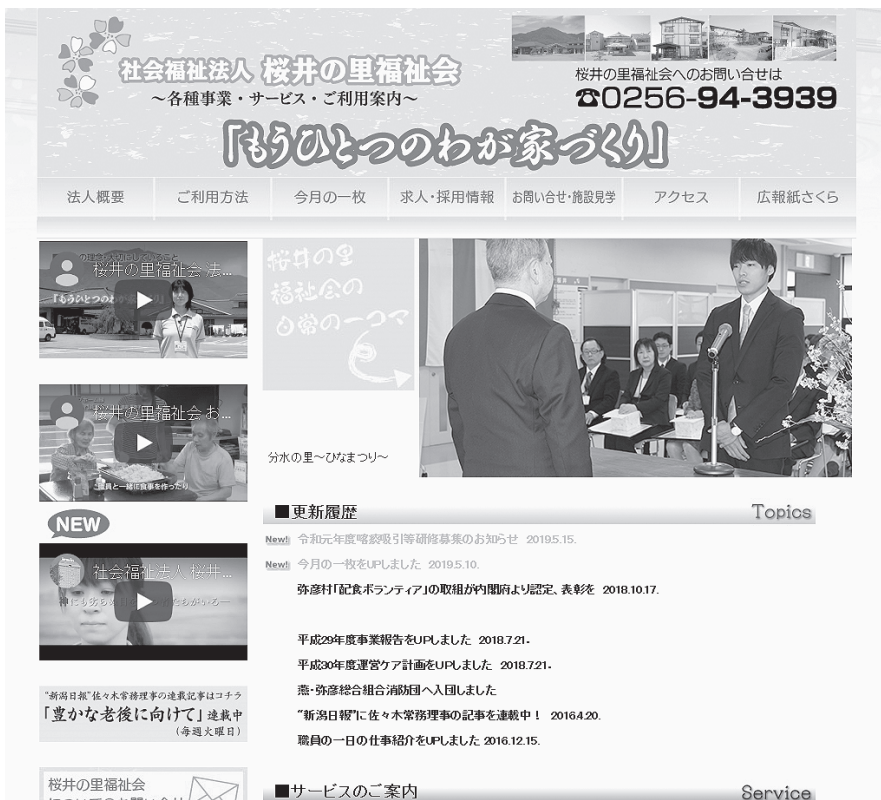 社会福祉法人 桜井の里福祉会
～各種事業・サービス・ご利用案内～
桜井の里福祉会へのお問い合せは
☎0256-94-3939
「もうひとつのわが家づくり」
法人概要
ご利用方法
今月の一枚
求人・採用情報
お問い合せ・施設見学
アクセス
広報紙さくら
桜井の里福祉会 法...
『もうひとつのわが家づくり』
桜井の里福祉会 お...
職員と一緒に食事を作ったり
NEW
社会福祉法人 桜井...
"新潟日報"佐々木常務理事の連載記事はコチラ
「豊かな老後に向けて」連載中
(毎週火曜日)
桜井の里福祉会
桜井の里
福祉会の
日常の一コマ
分水の里～ひなまつり～
■更新履歴 Topics
New! 令和元年度喀痰吸引等研修募集のお知らせ 2019.5.15.
New! 今月の一枚をUPしました 2019.5.10.
弥彦村「配食ボランティア」の取組が内閣府より認定、表彰を 2018.10.17.
平成29年度事業報告をUPしました 2018.7.21.
平成30年度運営ケア計画をUPしました 2018.7.21.
燕・弥彦総合組合消防団へ入団しました
"新潟日報"に佐々木常務理事の記事を連載中！ 2016.4.20.
職員の一日の仕事紹介をUPしました 2016.12.15.
■サービスのご案内 Service